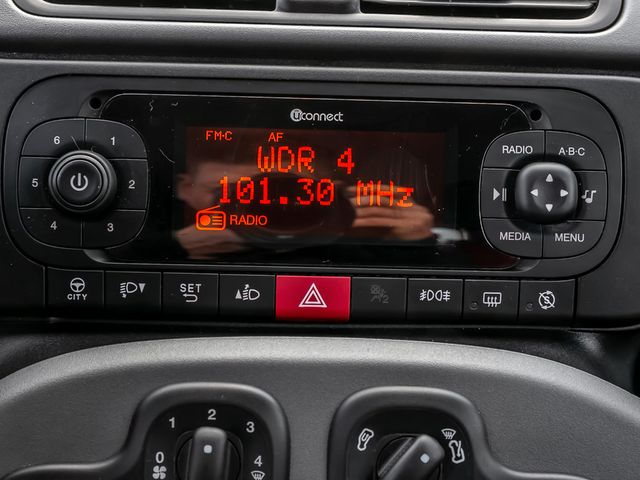 Uconnect
FM-C AF
WDR 4
101.30 MHz
RADIO
6 1
5 2
4 3
RADIO A·B·C
MEDIA MENU
CITY SET
2
0 1 2 3 4